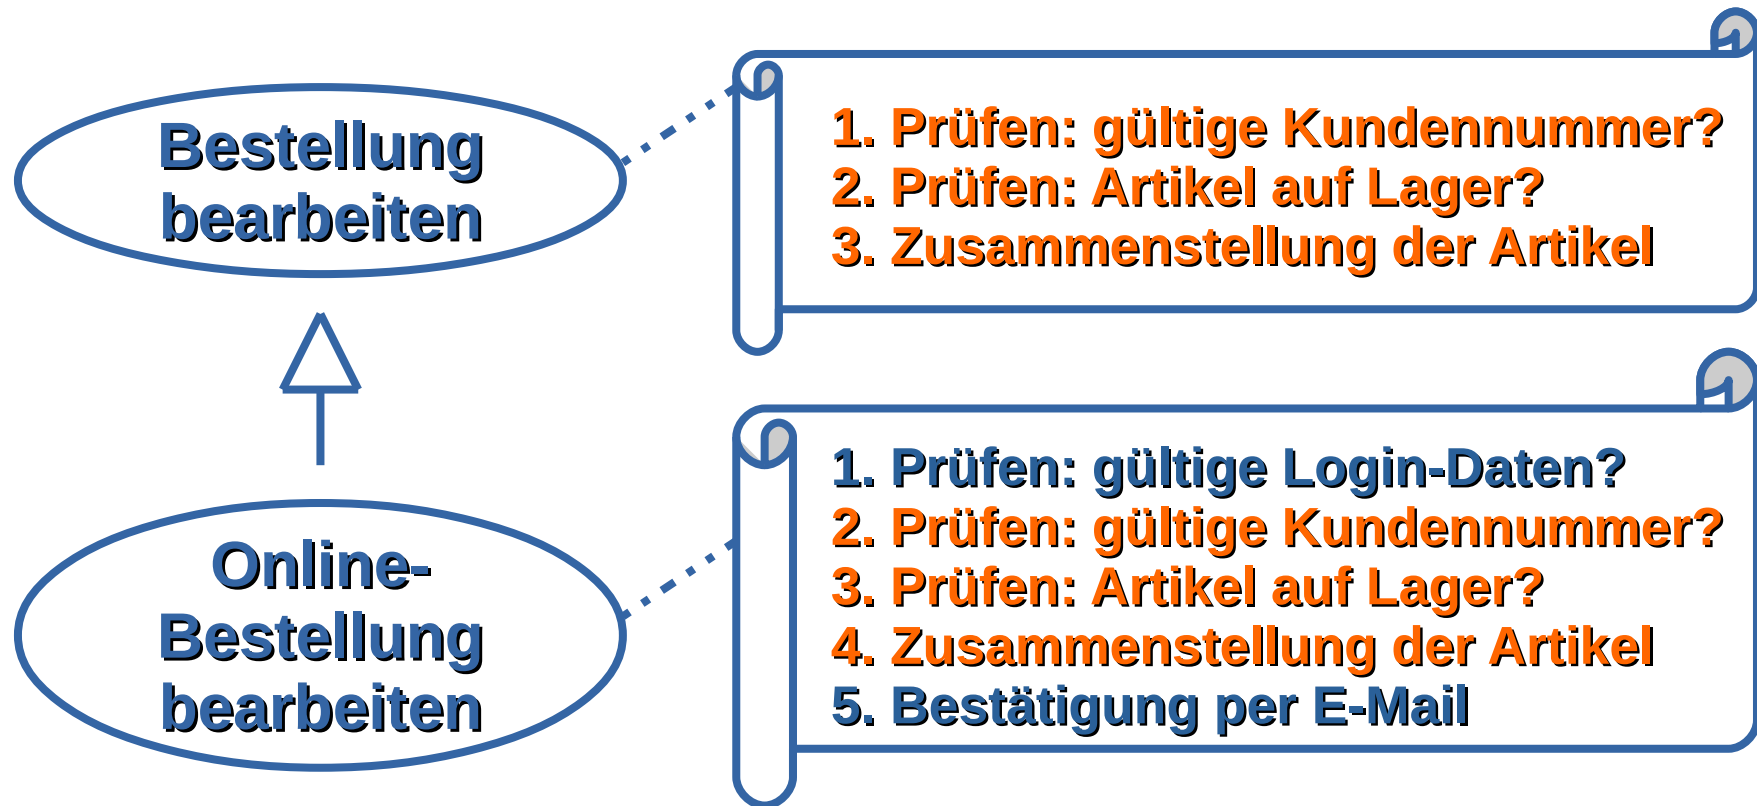 Bestellung
bearbeiten
1. Prüfen: gültige Kundennummer?
2. Prüfen: Artikel auf Lager?
3. Zusammenstellung der Artikel
Online-
Bestellung
bearbeiten
1. Prüfen: gültige Login-Daten?
2. Prüfen: gültige Kundennummer?
3. Prüfen: Artikel auf Lager?
4. Zusammenstellung der Artikel
5. Bestätigung per E-Mail